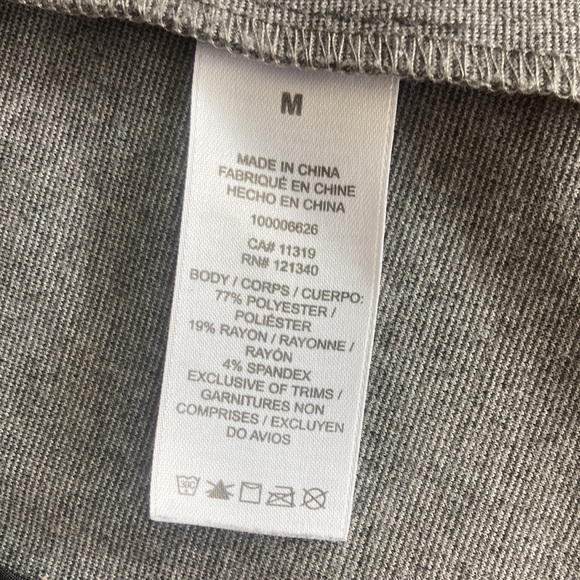 M
MADE IN CHINA
FABRIQUÉ EN CHINE
HECHO EN CHINA
100006626
CA# 11319
RN# 121340
BODY / CORPS / CUERPO:
77% POLYESTER /
POLIÉSTER
19% RAYON / RAYONNE /
RAYÓN
4% SPANDEX
EXCLUSIVE OF TRIMS /
GARNITURES NON
COMPRISES / EXCLUYEN
DO AVIOS
30C